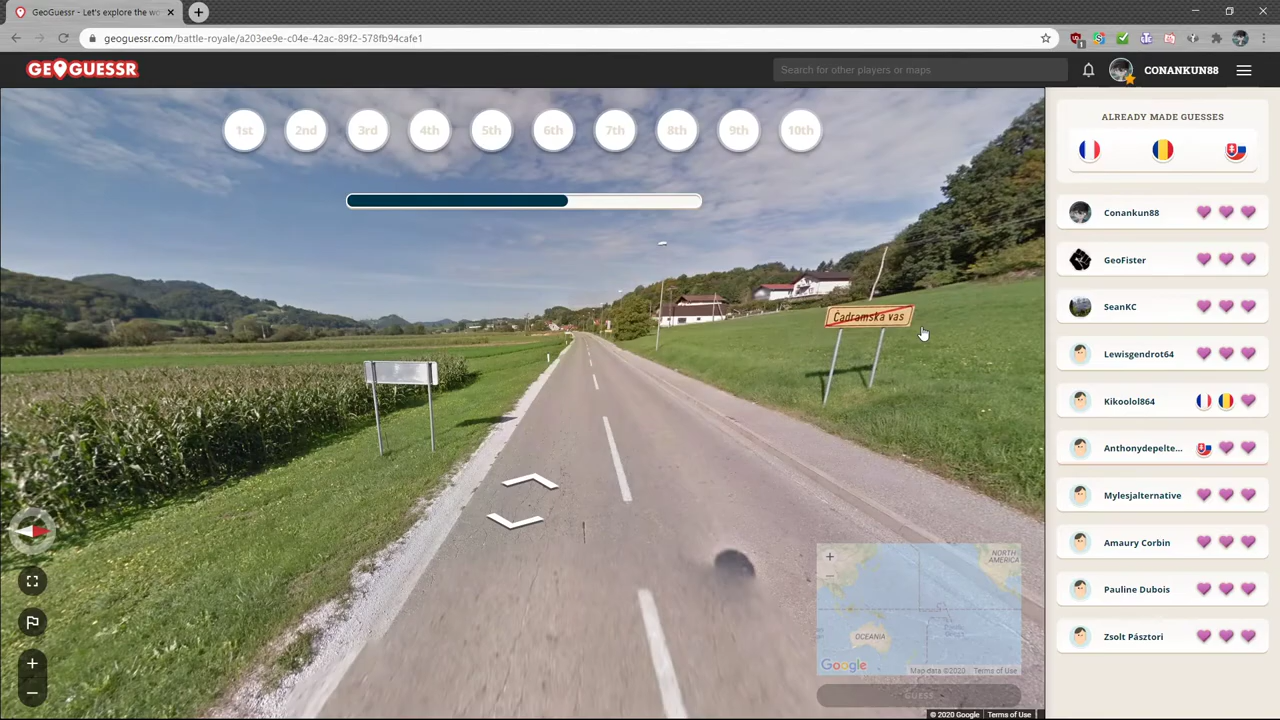 GeoGuessr - Let's explore the wo
geoguessr.com/battle-royale/a203ee9e-c04e-42ac-89f2-578fb94cafe1
GEOGUESSR
Search for other players or maps
CONANKUN88
1st 2nd 3rd 4th 5th 6th 7th 8th 9th 10th
ALREADY MADE GUESSES
Conankun88
GeoFister
SeanKC
Lewisgendrot64
Kikoolol864
Anthonydepelte...
Mylesjalternative
Amaury Corbin
Pauline Dubois
Zsolt Pásztori
Čadramska vas
NORTH AMERICA
OCEANIA
Google
Map data ©2020 Terms of Use
GUESS
© 2020 Google Terms of Use